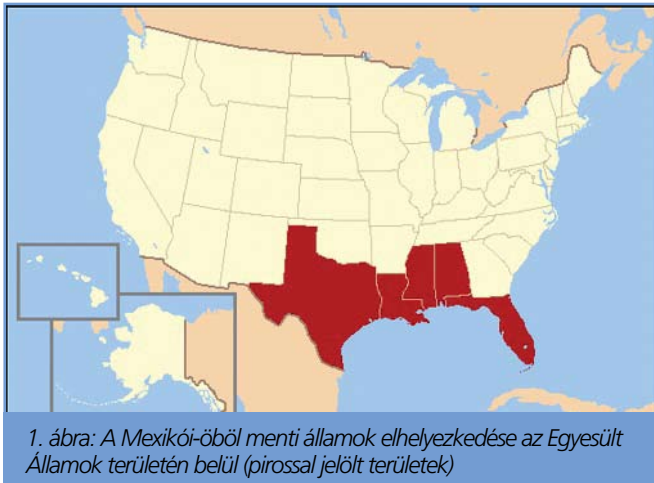 1. ábra: A Mexikói-öböl menti államok elhelyezkedése az Egyesült
Államok területén belül (pirossal jelölt területek)